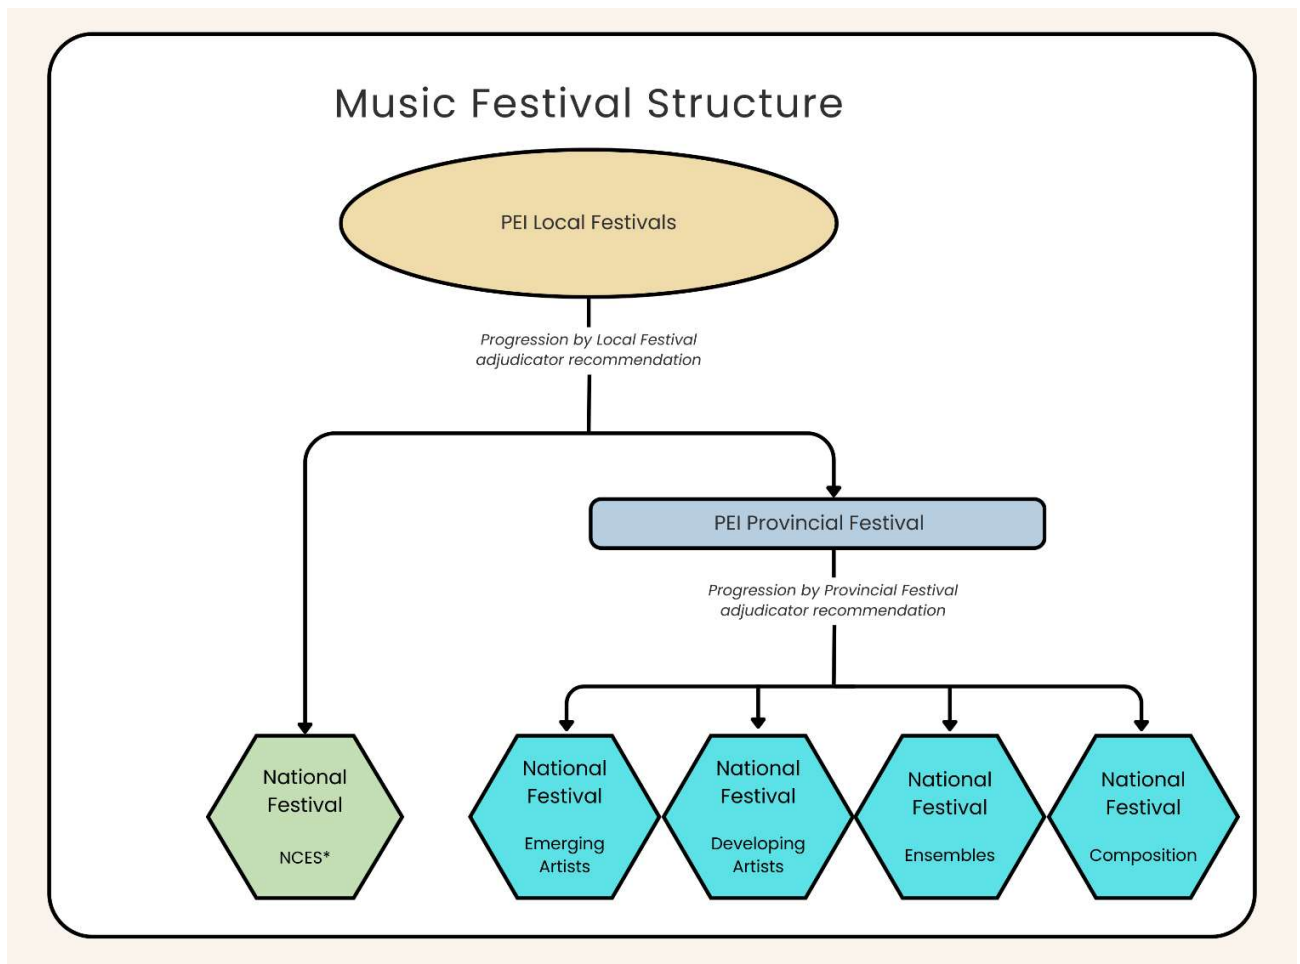 Music Festival Structure
PEI Local Festivals
Progression by Local Festival
adjudicator recommendation
PEI Provincial Festival
Progression by Provincial Festival
adjudicator recommendation
National
Festival
NCES*
National
Festival
Emerging
Artists
National
Festival
Developing
Artists
National
Festival
Ensembles
National
Festival
Composition